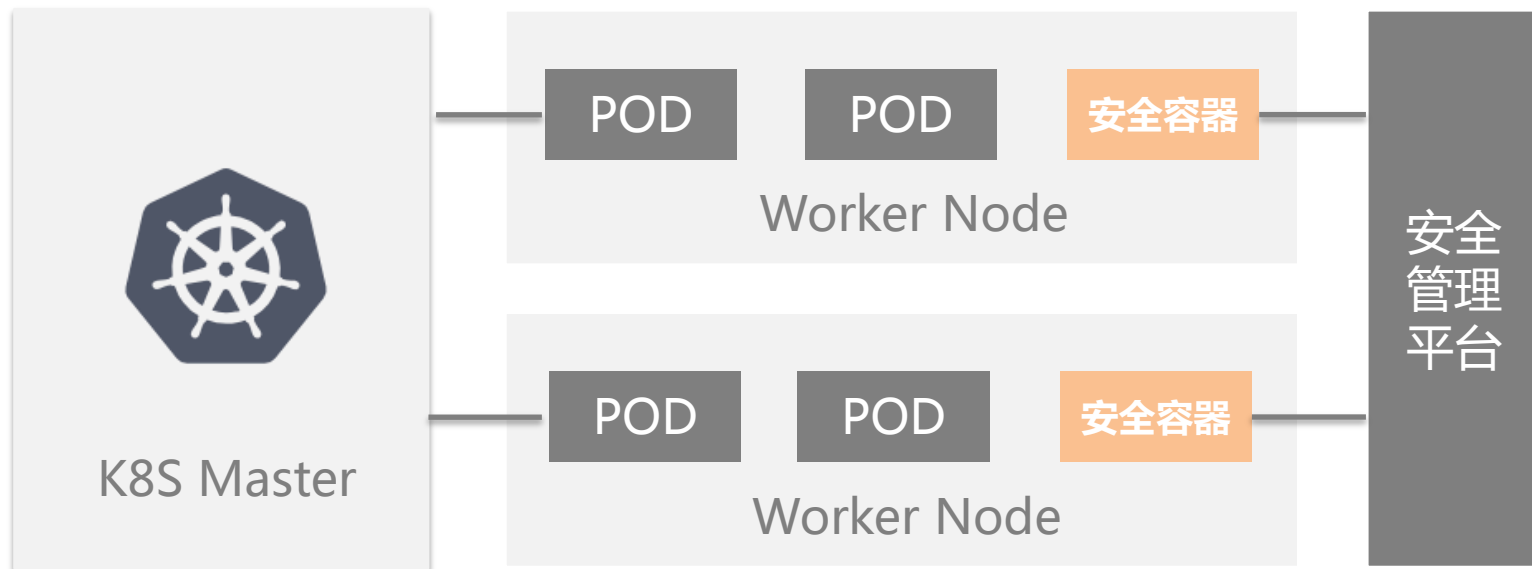 K8S Master
POD
POD
安全容器
Worker Node
POD
POD
安全容器
Worker Node
安全
管理
平台